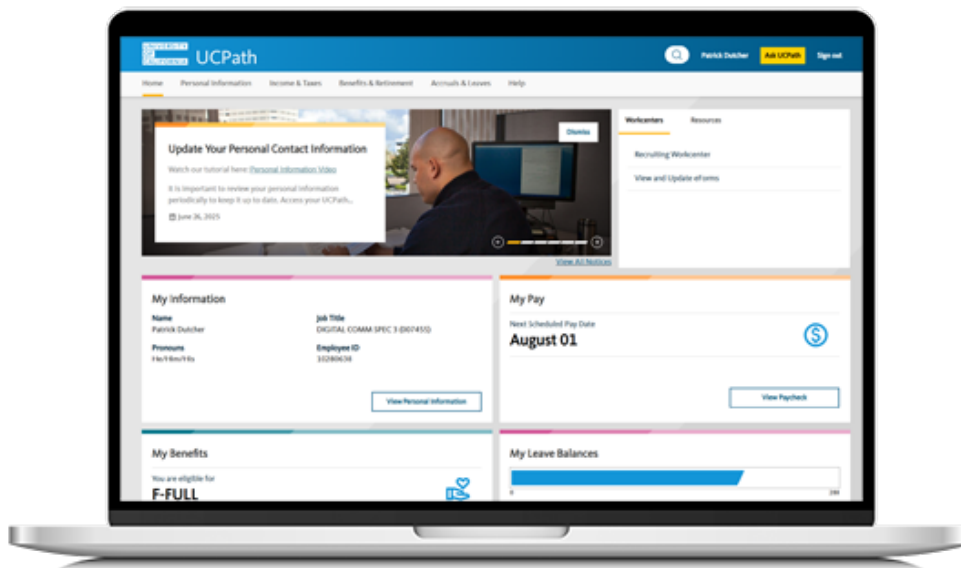 UNIVERSITY
OF
CALIFORNIA
UCPath
Patrick Dutcher
Ask UCPath
Sign out
Home
Personal Information
Income & Taxes
Benefits & Retirement
Accruals & Leaves
Help
Update Your Personal Contact Information
Watch our tutorial here: Personal Information Video
It is important to review your personal information
periodically to keep it up to date. Access your UCPath...
June 26, 2025
Dismiss
View All Notices
Workcenters
Resources
Recruiting Workcenter
View and Update eForms
My Information
Name
Patrick Dutcher
Job Title
DIGITAL COMM SPEC 3 (007455)
Pronouns
He/Him/His
Employee ID
10280638
View Personal Information
My Pay
Next Scheduled Pay Date
August 01
View Paycheck
My Benefits
You are eligible for
F-FULL
My Leave Balances
0